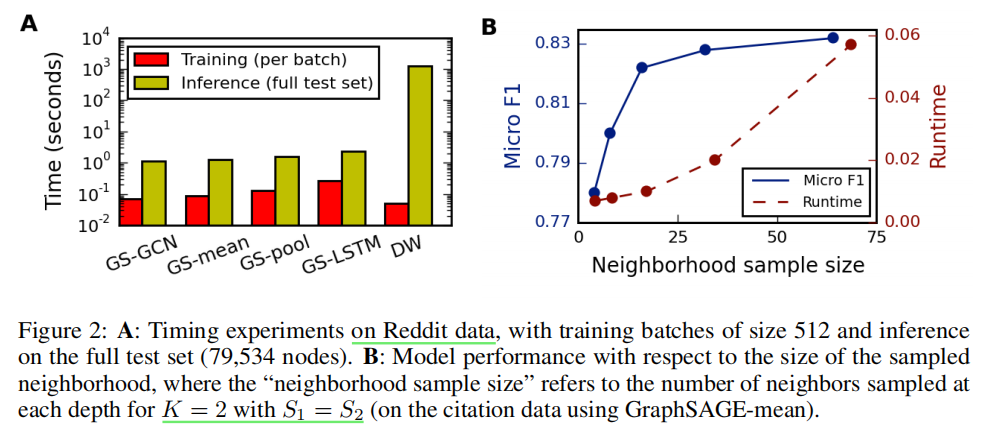 A
Time (seconds)
10^4
10^3
10^2
10^1
10^0
10^-1
10^-2
Training (per batch)
Inference (full test set)
GS-GCN
GS-mean
GS-pool
GS-LSTM
DW
B
Micro F1
0.83
0.81
0.79
0.77
Micro F1
Runtime
0.06
0.04
0.02
0.00
Runtime
0 25 50 75
Neighborhood sample size
Figure 2: A: Timing experiments on Reddit data, with training batches of size 512 and inference
on the full test set (79,534 nodes). B: Model performance with respect to the size of the sampled
neighborhood, where the “neighborhood sample size” refers to the number of neighbors sampled at
each depth for K = 2 with S₁ = S₂ (on the citation data using GraphSAGE-mean).